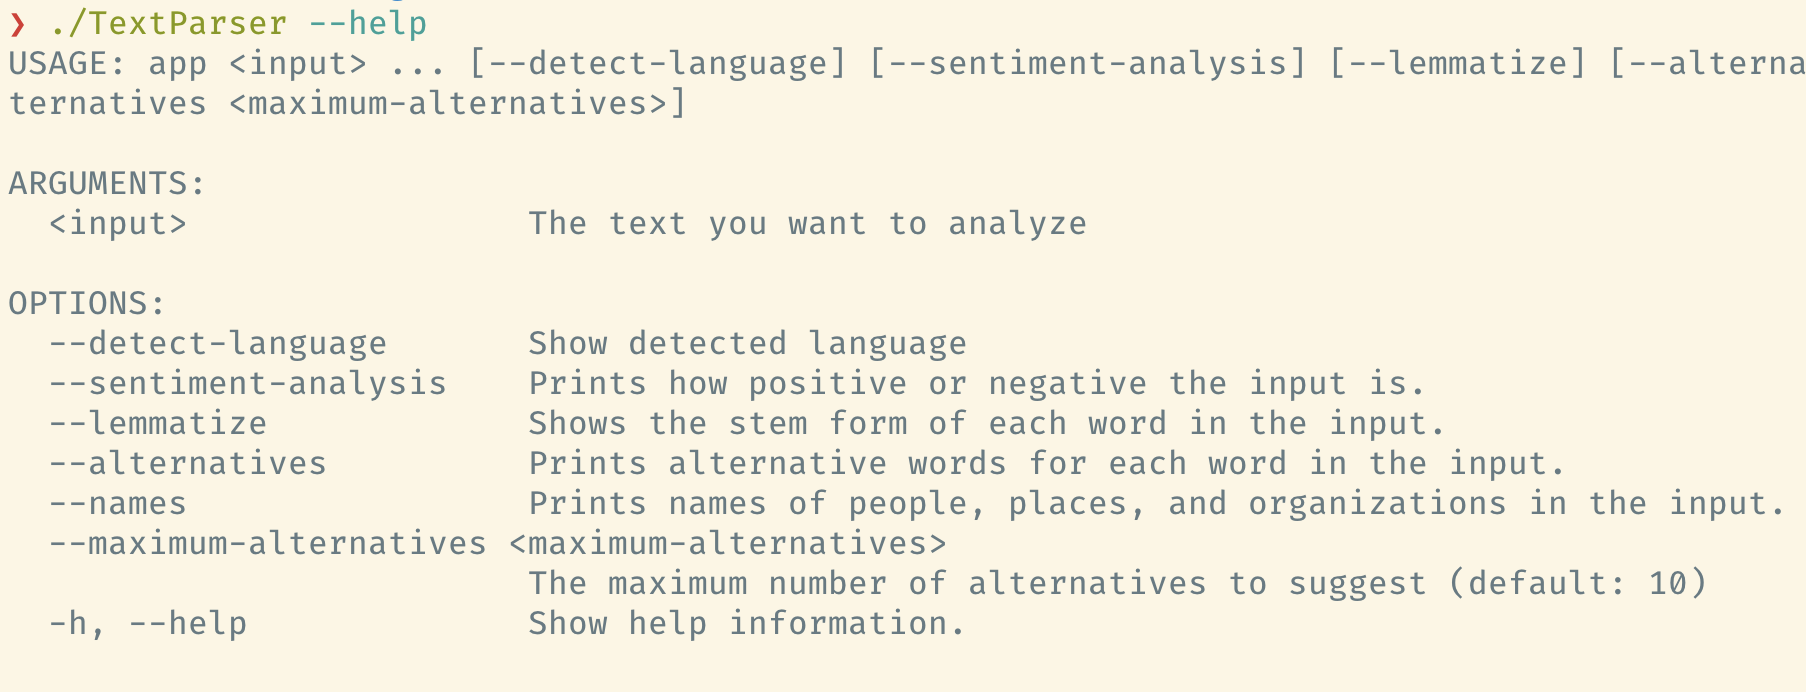 ❯ ./TextParser --help
USAGE: app <input> ... [--detect-language] [--sentiment-analysis] [--lemmatize] [--alterna
ternatives <maximum-alternatives>]
ARGUMENTS:
<input> The text you want to analyze
OPTIONS:
--detect-language Show detected language
--sentiment-analysis Prints how positive or negative the input is.
--lemmatize Shows the stem form of each word in the input.
--alternatives Prints alternative words for each word in the input.
--names Prints names of people, places, and organizations in the input.
--maximum-alternatives <maximum-alternatives>
The maximum number of alternatives to suggest (default: 10)
-h, --help Show help information.